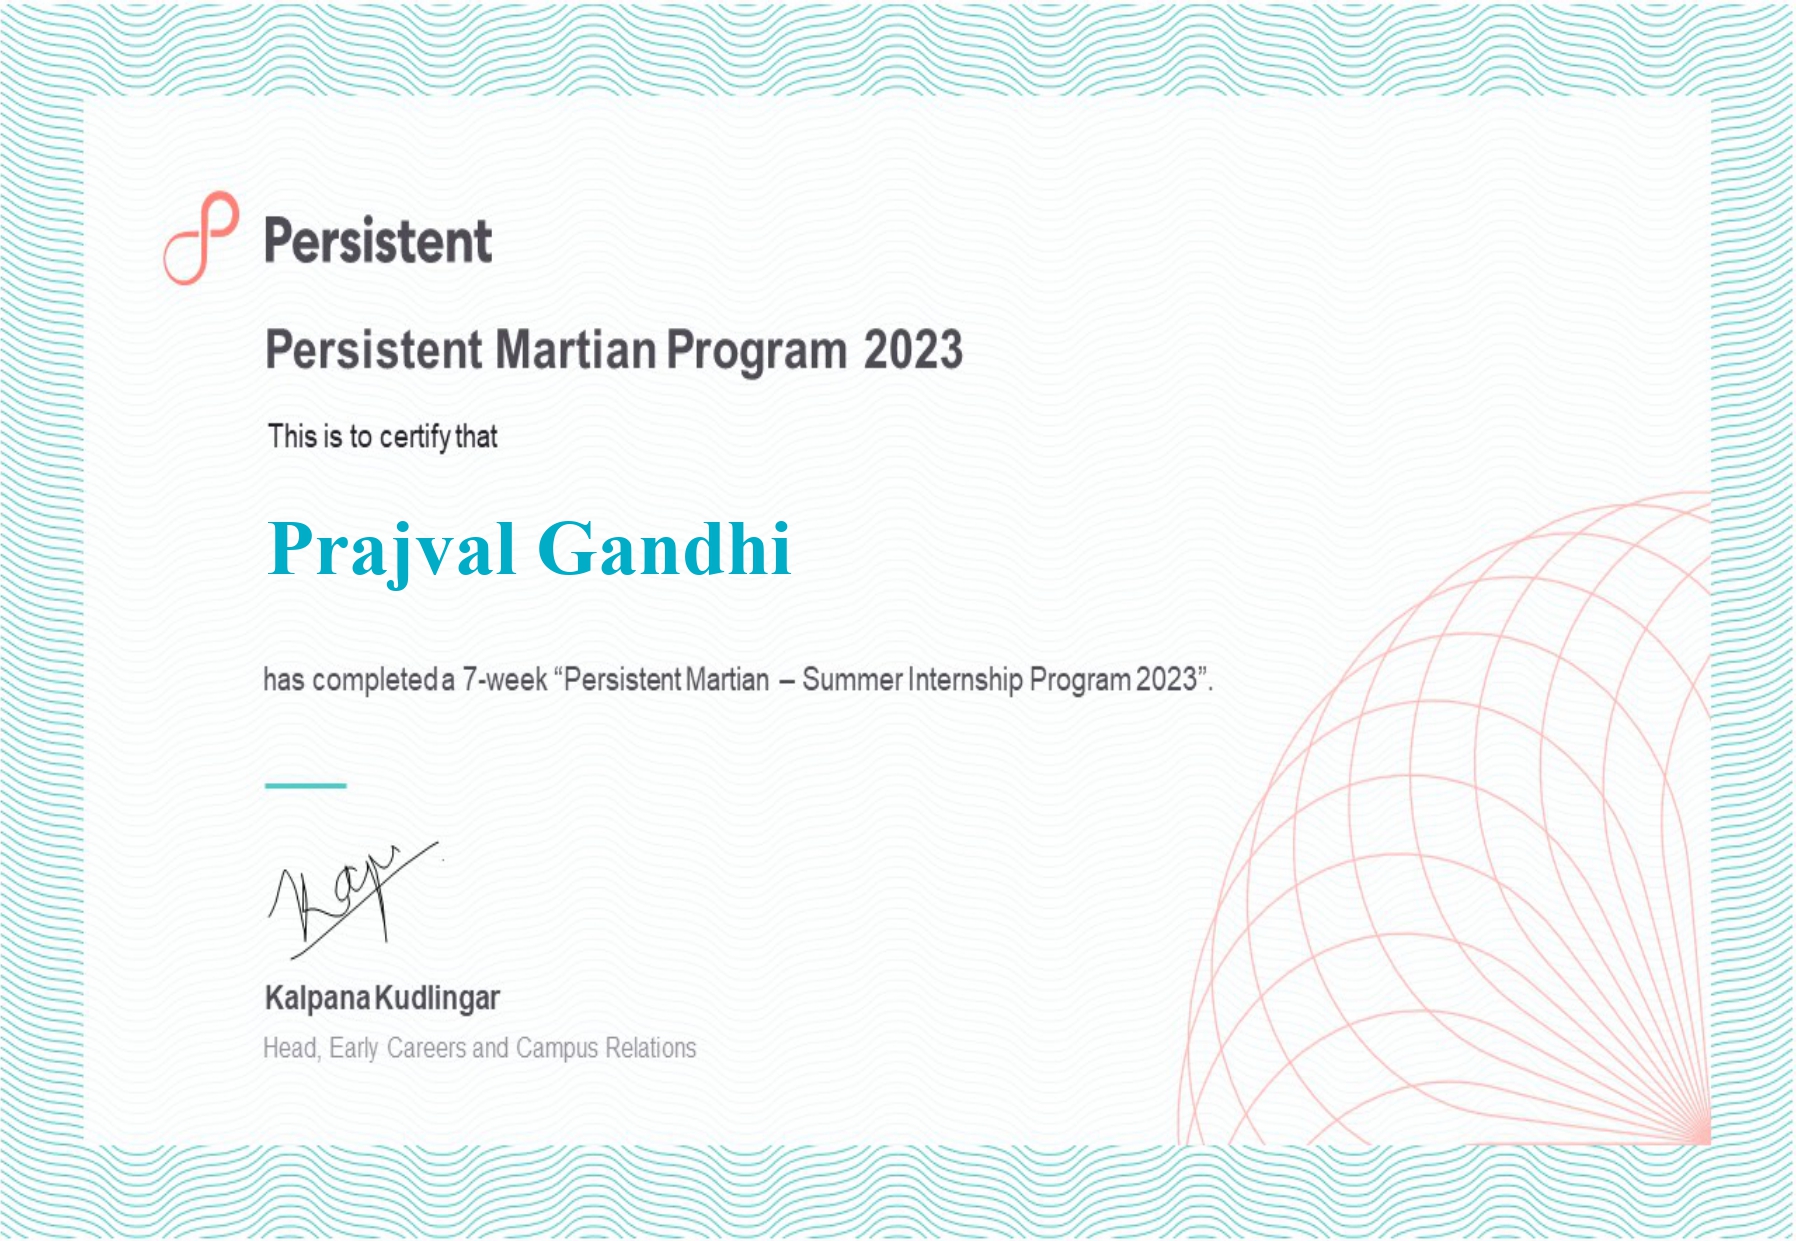 Persistent
Persistent Martian Program 2023
This is to certify that
Prajval Gandhi
has completed a 7-week “Persistent Martian – Summer Internship Program 2023”.
Kalpana Kudlingar
Head, Early Careers and Campus Relations